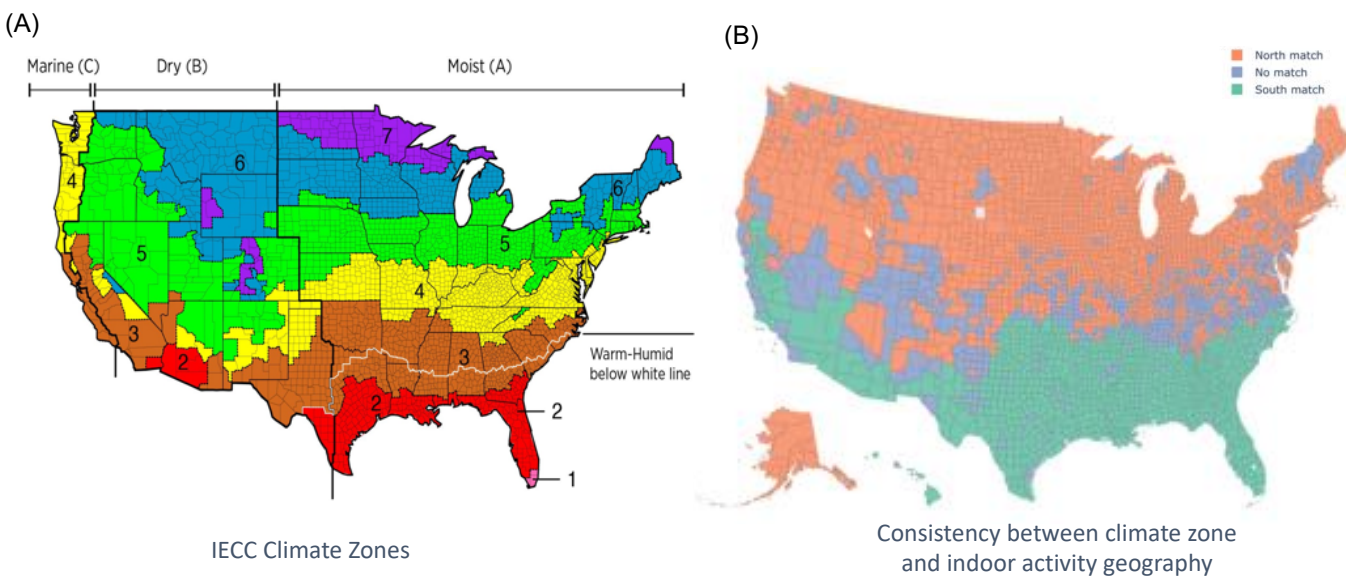 (A)
Marine (C)
Dry (B)
Moist (A)
7
6
6
4
5
5
4
3
3
2
2
2
1
Warm-Humid
below white line
IECC Climate Zones
(B)
North match
No match
South match
Consistency between climate zone
and indoor activity geography